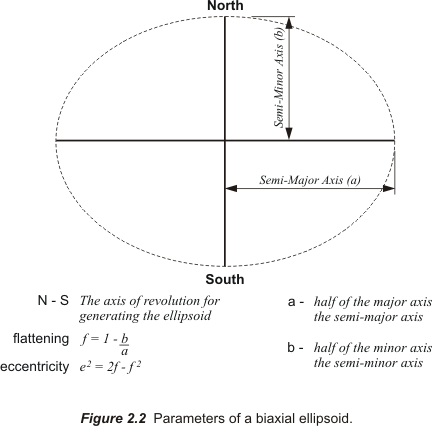 North
Semi-Minor Axis (b)
Semi-Major Axis (a)
South
N - S The axis of revolution for
generating the ellipsoid
flattening f = 1 - b/a
eccentricity e² = 2f - f²
a - half of the major axis
the semi-major axis
b - half of the minor axis
the semi-minor axis
Figure 2.2 Parameters of a biaxial ellipsoid.